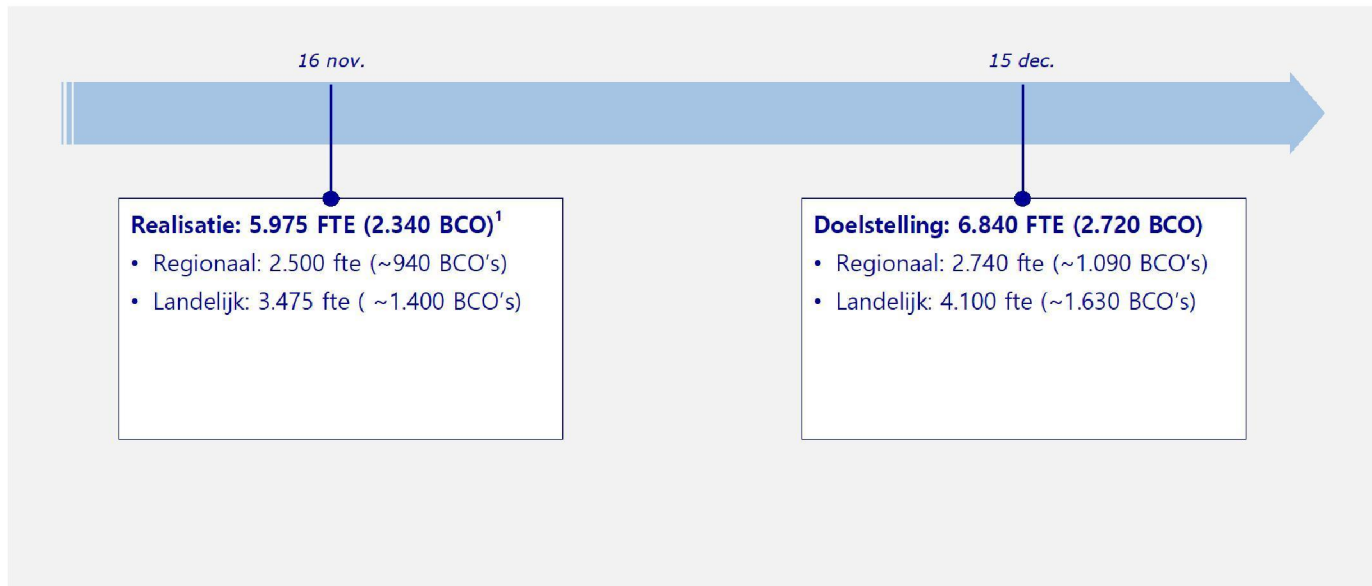 16 nov.
15 dec.
Realisatie: 5.975 FTE (2.340 BCO)¹
• Regionaal: 2.500 fte (~940 BCO's)
• Landelijk: 3.475 fte ( ~1.400 BCO's)
Doelstelling: 6.840 FTE (2.720 BCO)
• Regionaal: 2.740 fte (~1.090 BCO's)
• Landelijk: 4.100 fte (~1.630 BCO's)